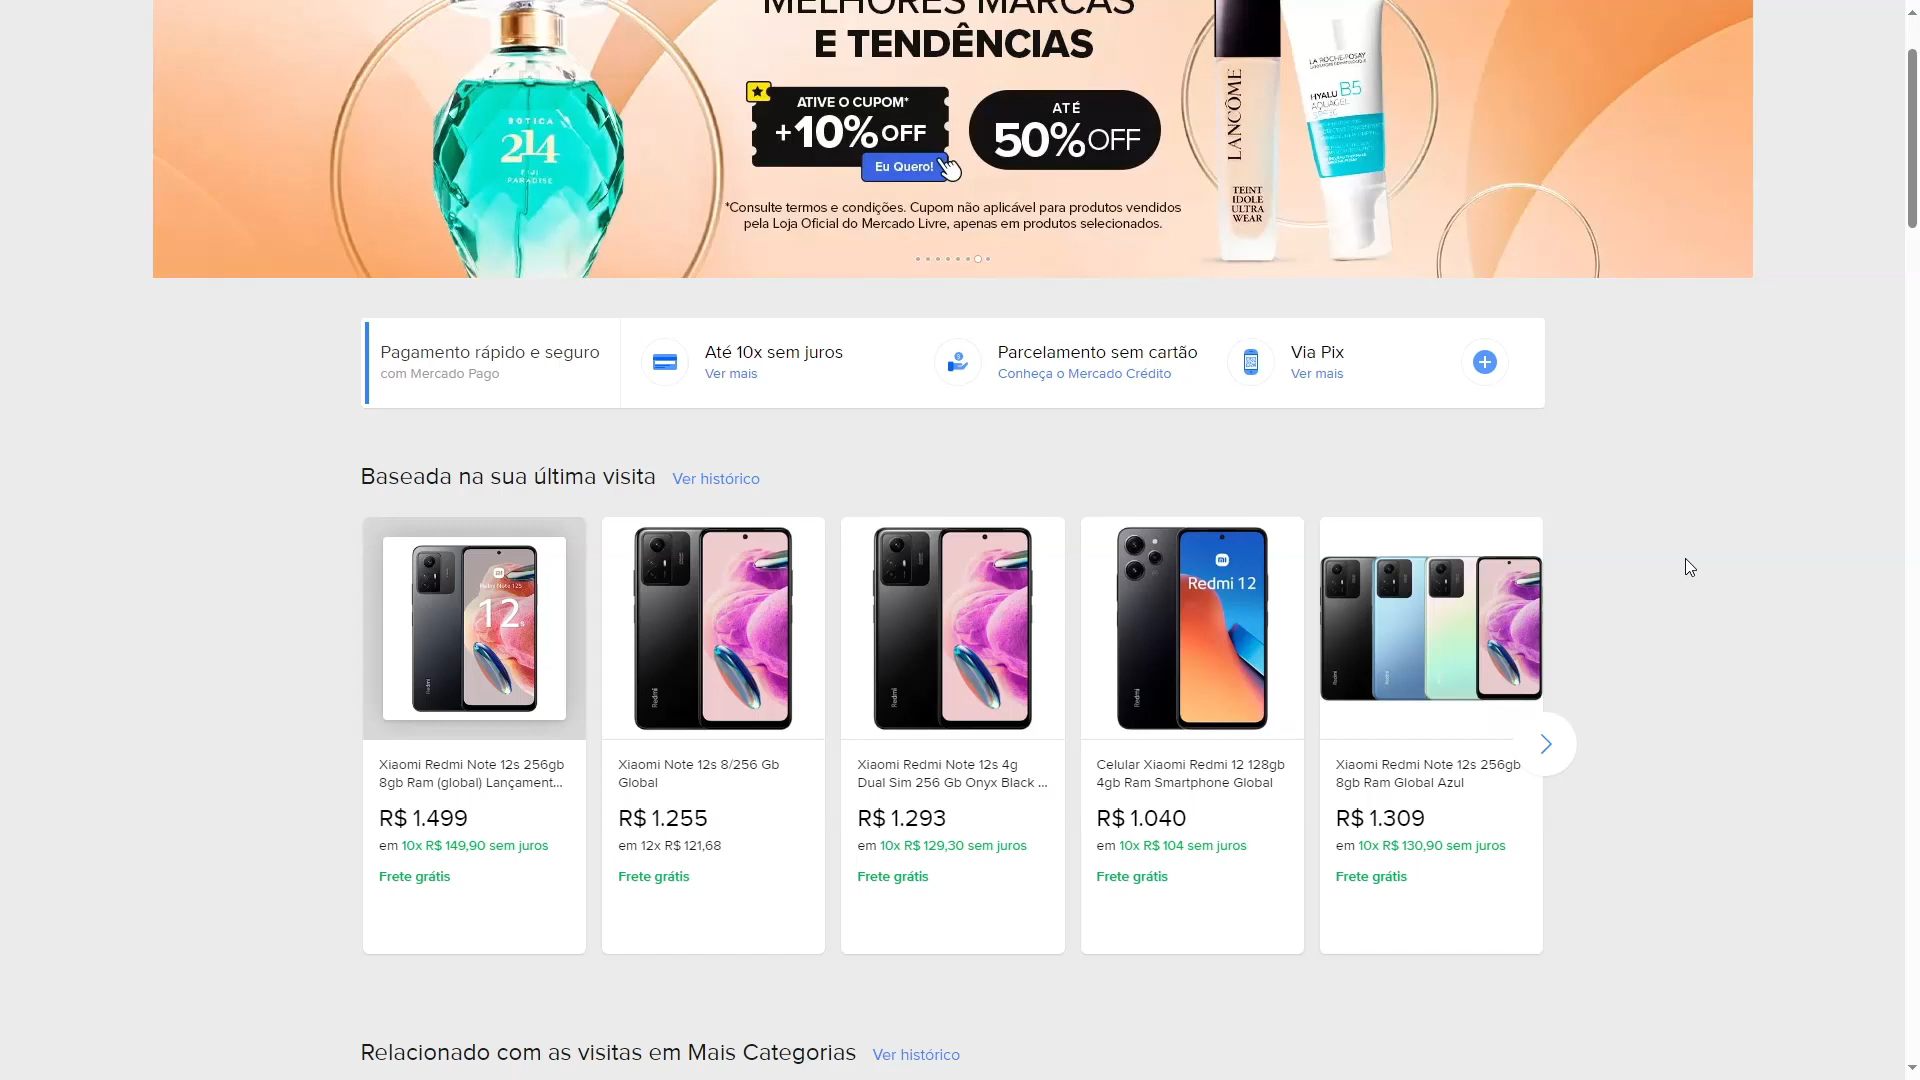 MELHORES MARCAS
E TENDÊNCIAS
ATIVE O CUPOM*
+10% OFF
Eu Quero!
ATÉ
50% OFF
*Consulte termos e condições. Cupom não aplicável para produtos vendidos
pela Loja Oficial do Mercado Livre, apenas em produtos selecionados.
BOTICA
214
FIJI
PARADISE
LANCÔME
TEINT
IDOLE
ULTRA
WEAR
LA ROCHE-POSAY
HYALU B5
AQUAGEL
Pagamento rápido e seguro
com Mercado Pago
Até 10x sem juros
Ver mais
Parcelamento sem cartão
Conheça o Mercado Crédito
Via Pix
Ver mais
Baseada na sua última visita Ver histórico
Redmi Note 12S
12s
Redmi
Xiaomi Redmi Note 12s 256gb
8gb Ram (global) Lançament...
R$ 1.499
em 10x R$ 149,90 sem juros
Frete grátis
Redmi
Xiaomi Note 12s 8/256 Gb
Global
R$ 1.255
em 12x R$ 121,68
Frete grátis
Redmi
Xiaomi Redmi Note 12s 4g
Dual Sim 256 Gb Onyx Black ...
R$ 1.293
em 10x R$ 129,30 sem juros
Frete grátis
Redmi 12
Redmi
Celular Xiaomi Redmi 12 128gb
4gb Ram Smartphone Global
R$ 1.040
em 10x R$ 104 sem juros
Frete grátis
Xiaomi Redmi Note 12s 256gb
8gb Ram Global Azul
R$ 1.309
em 10x R$ 130,90 sem juros
Frete grátis
Relacionado com as visitas em Mais Categorias Ver histórico